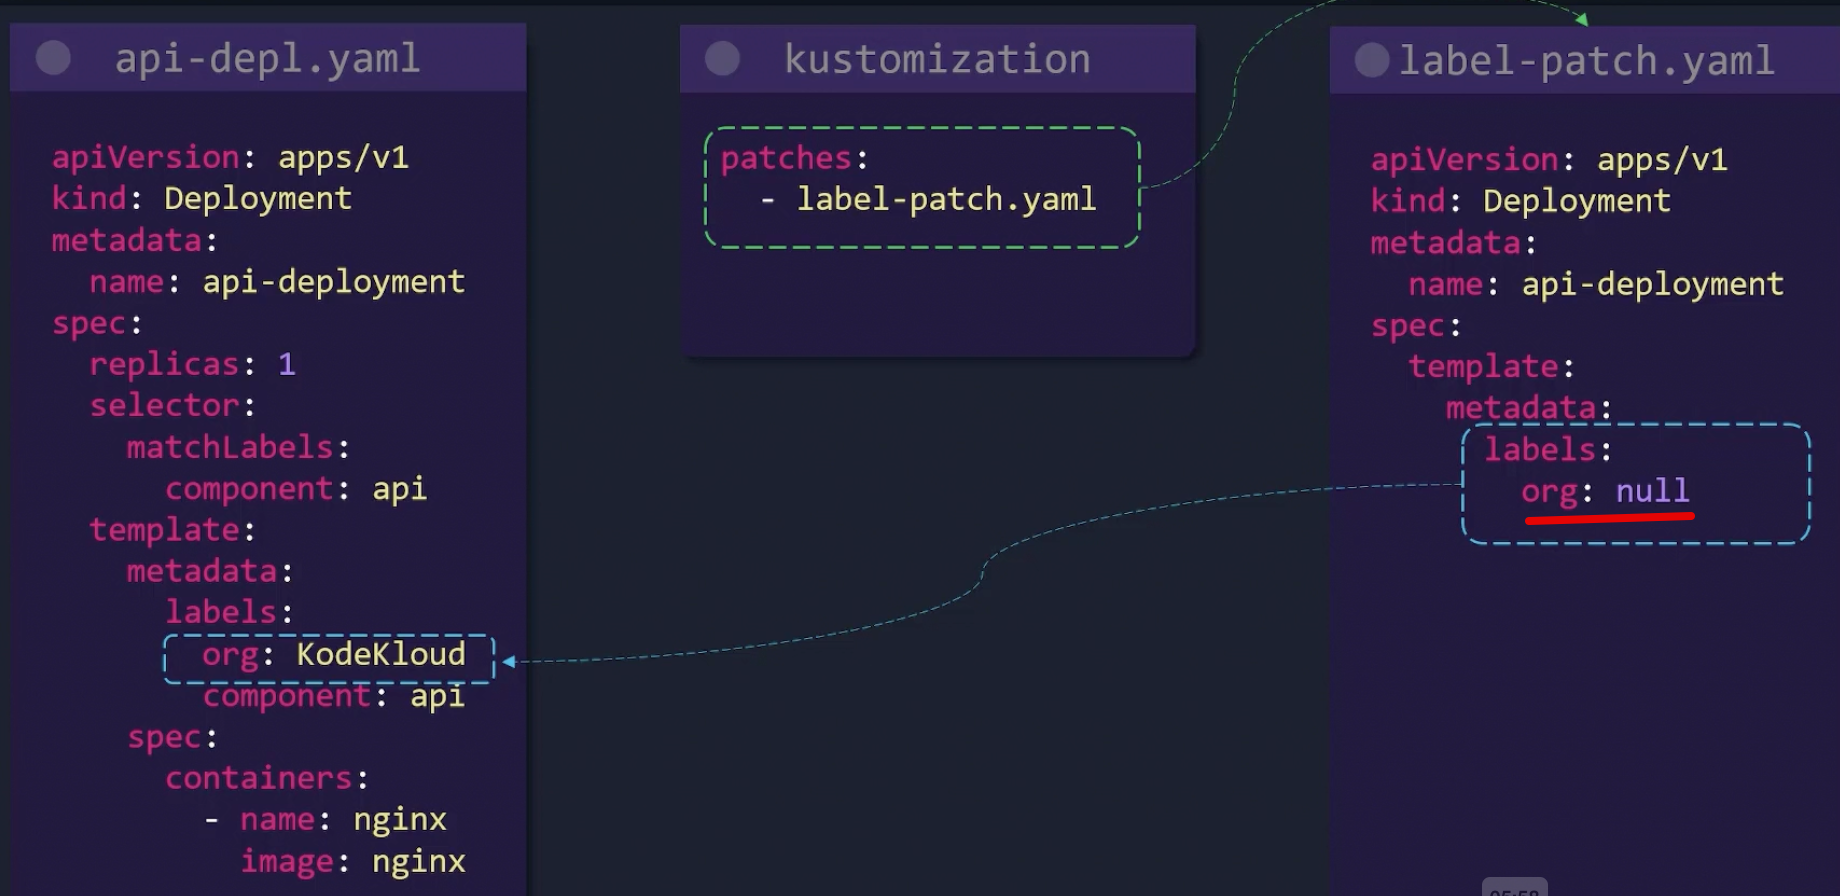 api-depl.yaml
apiVersion: apps/v1
kind: Deployment
metadata:
  name: api-deployment
spec:
  replicas: 1
  selector:
    matchLabels:
      component: api
  template:
    metadata:
      labels:
        org: KodeKloud
        component: api
    spec:
      containers:
        - name: nginx
          image: nginx
kustomization
patches:
  - label-patch.yaml
label-patch.yaml
apiVersion: apps/v1
kind: Deployment
metadata:
  name: api-deployment
spec:
  template:
    metadata:
      labels:
        org: null